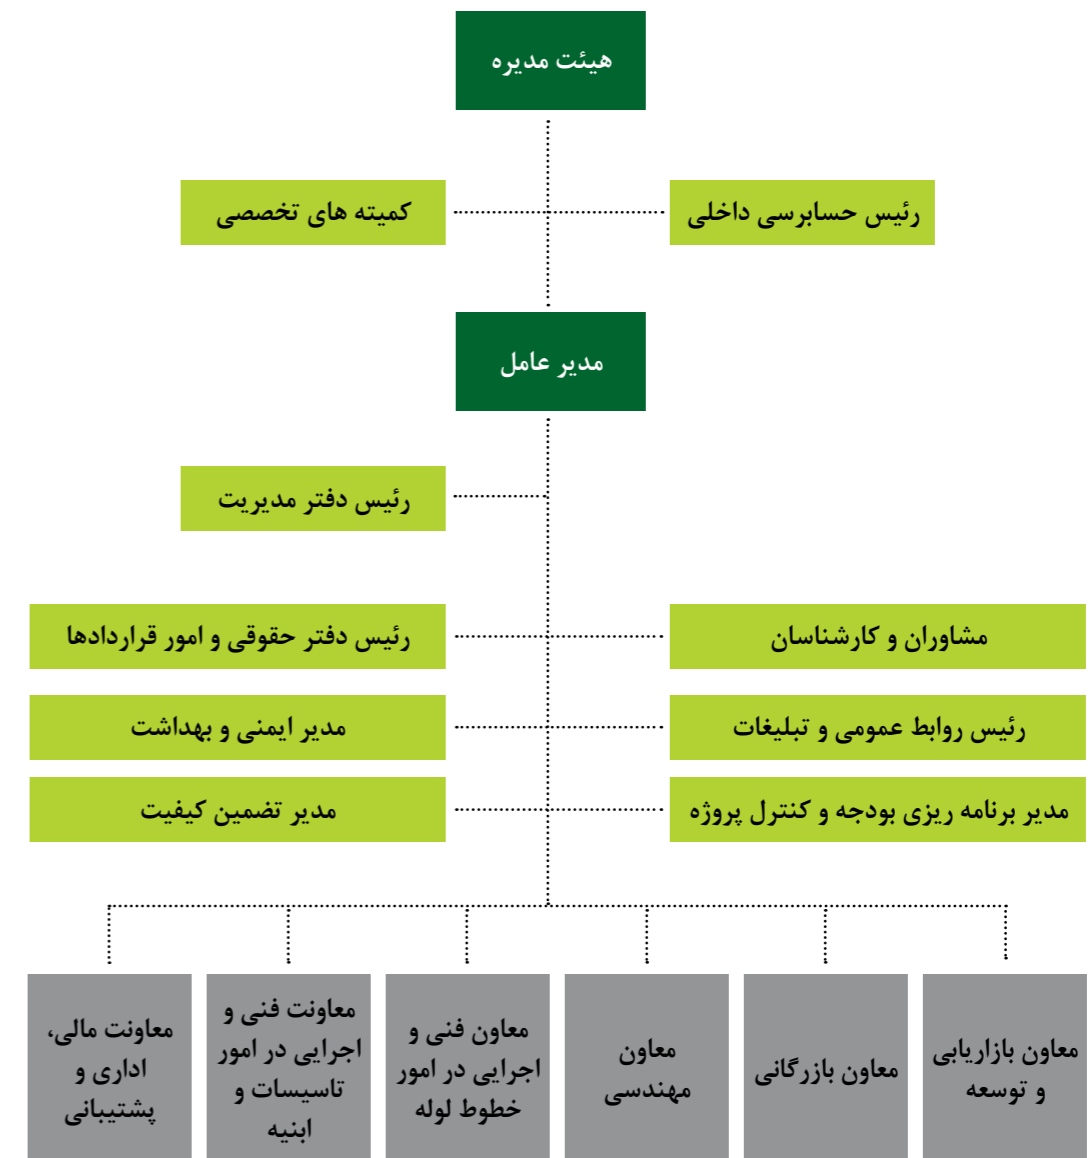 هیئت مدیره
رئیس حسابرسی داخلی
کمیته های تخصصی
مدیر عامل
رئیس دفتر مدیریت
مشاوران و کارشناسان
رئیس دفتر حقوقی و امور قراردادها
رئیس روابط عمومی و تبلیغات
مدیر ایمنی و بهداشت
مدیر برنامه ریزی بودجه و کنترل پروژه
مدیر تضمین کیفیت
معاون بازاریابی
و توسعه
معاون بازرگانی
معاون
مهندسی
معاون فنی و
اجرایی در امور
خطوط لوله
معاونت فنی و
اجرایی در امور
تاسیسات و
ابنیه
معاونت مالی،
اداری و
پشتیبانی